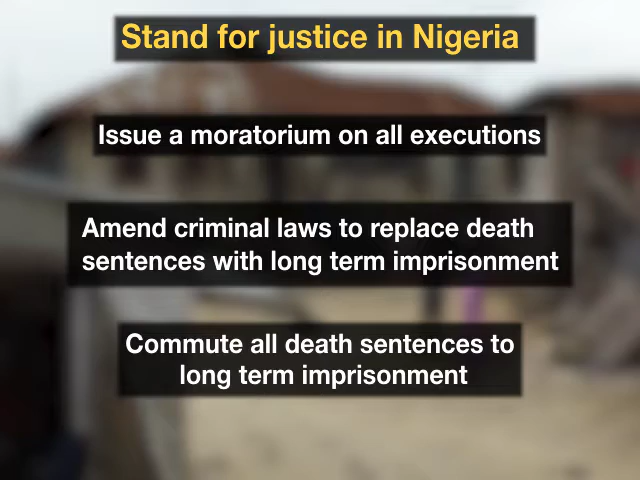 Stand for justice in Nigeria
Issue a moratorium on all executions
Amend criminal laws to replace death
sentences with long term imprisonment
Commute all death sentences to
long term imprisonment